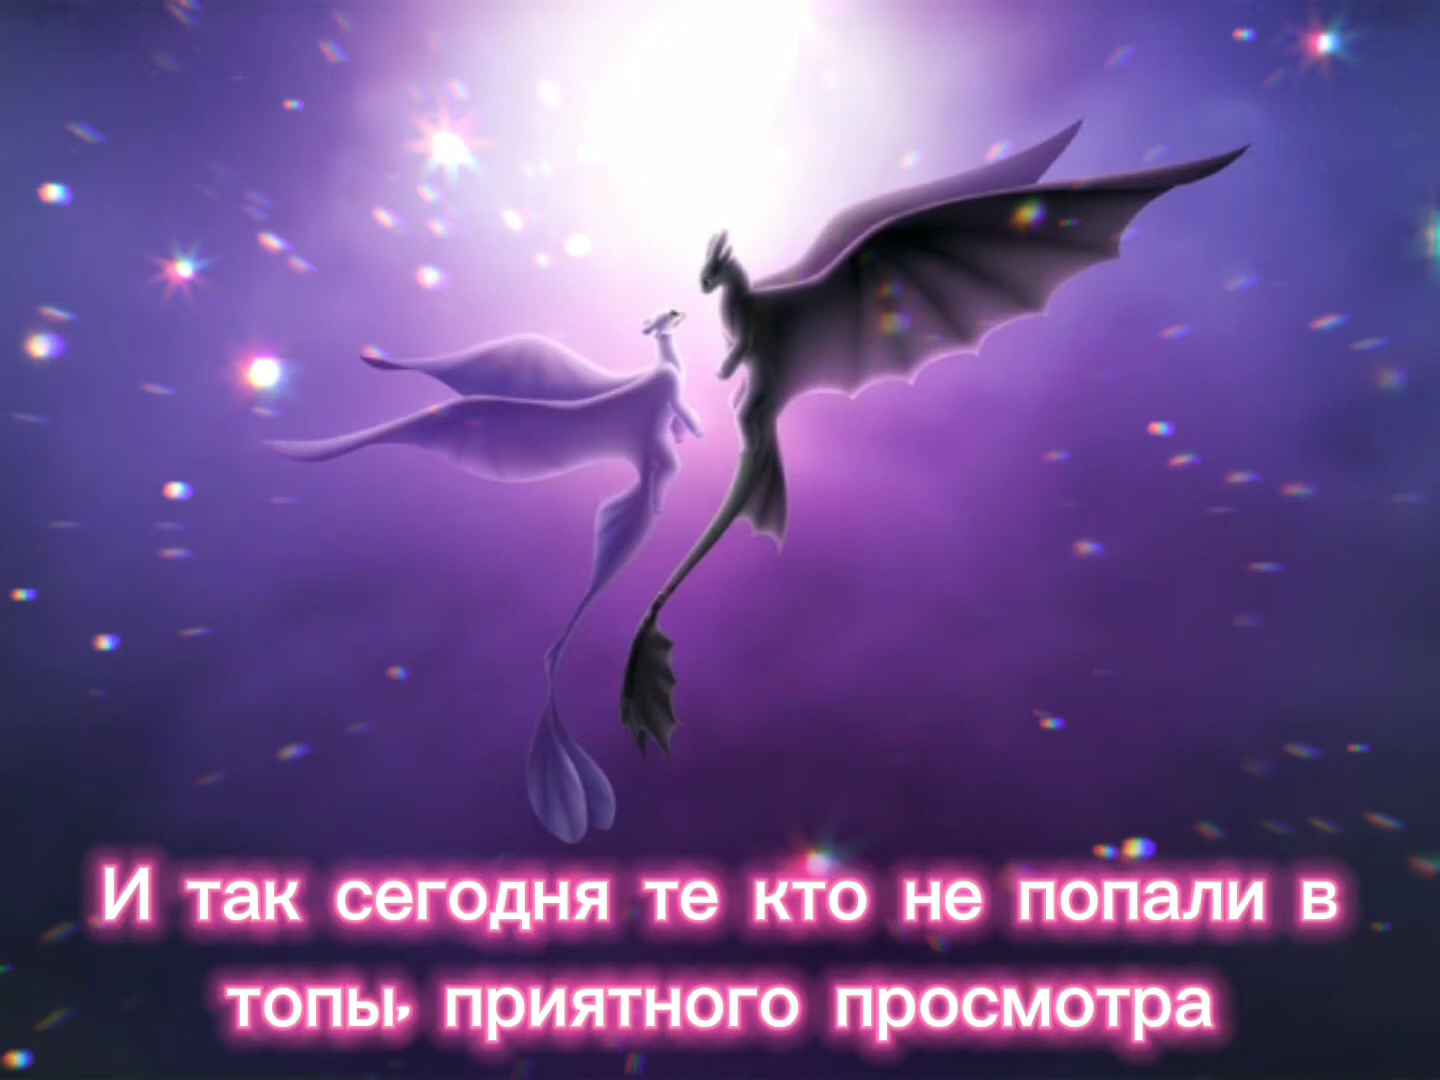 И так сегодня те кто не попали в
топы, приятного просмотра